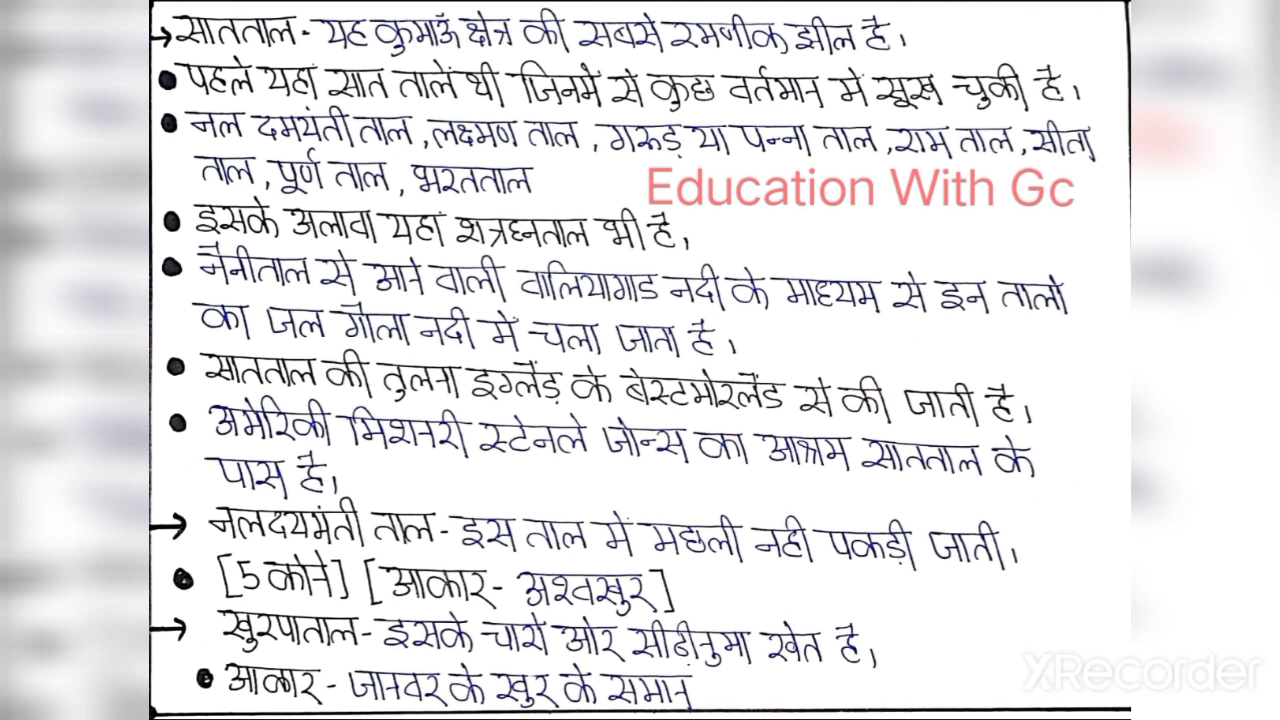 → सातताल - यह कुमाऊँ क्षेत्र की सबसे रमणीक झील है।
• पहले यहां सात तालें थी जिनमें से कुछ वर्तमान में सूख चुकी है।
• नल दमयंती ताल, लक्ष्मण ताल, गरूड़ या पन्ना ताल, राम ताल, सीता
ताल, पूर्ण ताल, भरतताल
Education With Gc
• इसके अलावा यहां शत्रघ्नताल भी है।
• नैनीताल से आने वाली वालियागाड नदी के माध्यम से इन तालो
का जल गौला नदी में चला जाता है।
• सातताल की तुलना इग्लैंड़ के बेस्टमोरलैंड से की जाती है।
• अमेरिकी मिशनरी स्टेनले जोन्स का आश्रम सातताल के
पास है।
→ नलदयमंती ताल - इस ताल में मछली नही पकड़ी जाती।
• [5 कोने] [आकार - अश्वखुर]
→ खुरपाताल - इसके चारो ओर सीढ़ीनुमा खेत है।
• आकार - जानवर के खुर के समान
XRecorder